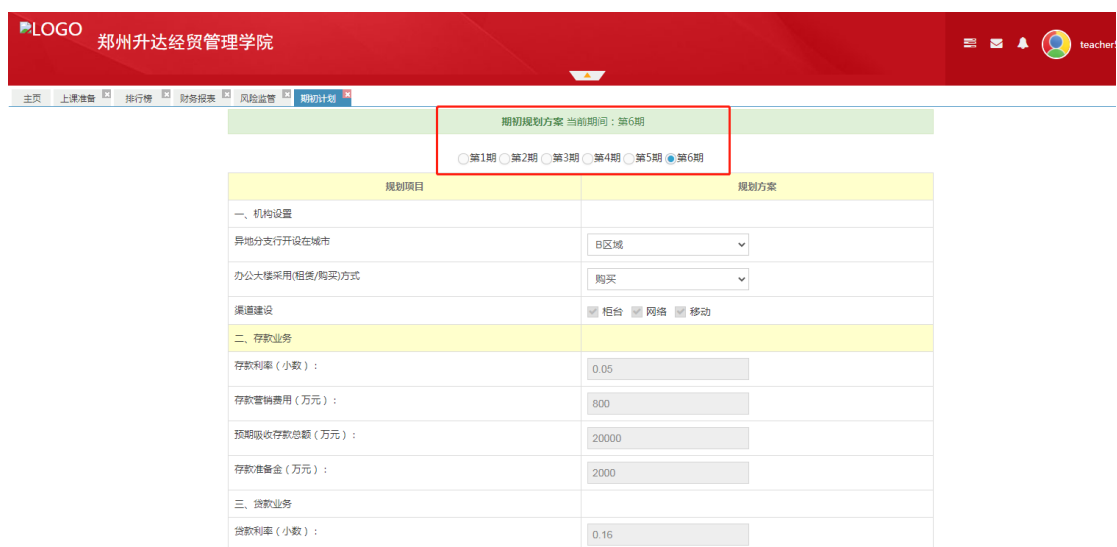 LOGO
郑州升达经贸管理学院
teacher
主页 上课准备 排行榜 财务报表 风险监管 期初计划
期初规划方案 当前期间：第6期
第1期 第2期 第3期 第4期 第5期 第6期
规划项目 规划方案
一、机构设置
异地分支行开设在城市 B区域
办公大楼采用(租赁/购买)方式 购买
渠道建设 柜台 网络 移动
二、存款业务
存款利率（小数）： 0.05
存款营销费用（万元）： 800
预期吸收存款总额（万元）： 20000
存款准备金（万元）： 2000
三、贷款业务
贷款利率（小数）： 0.16